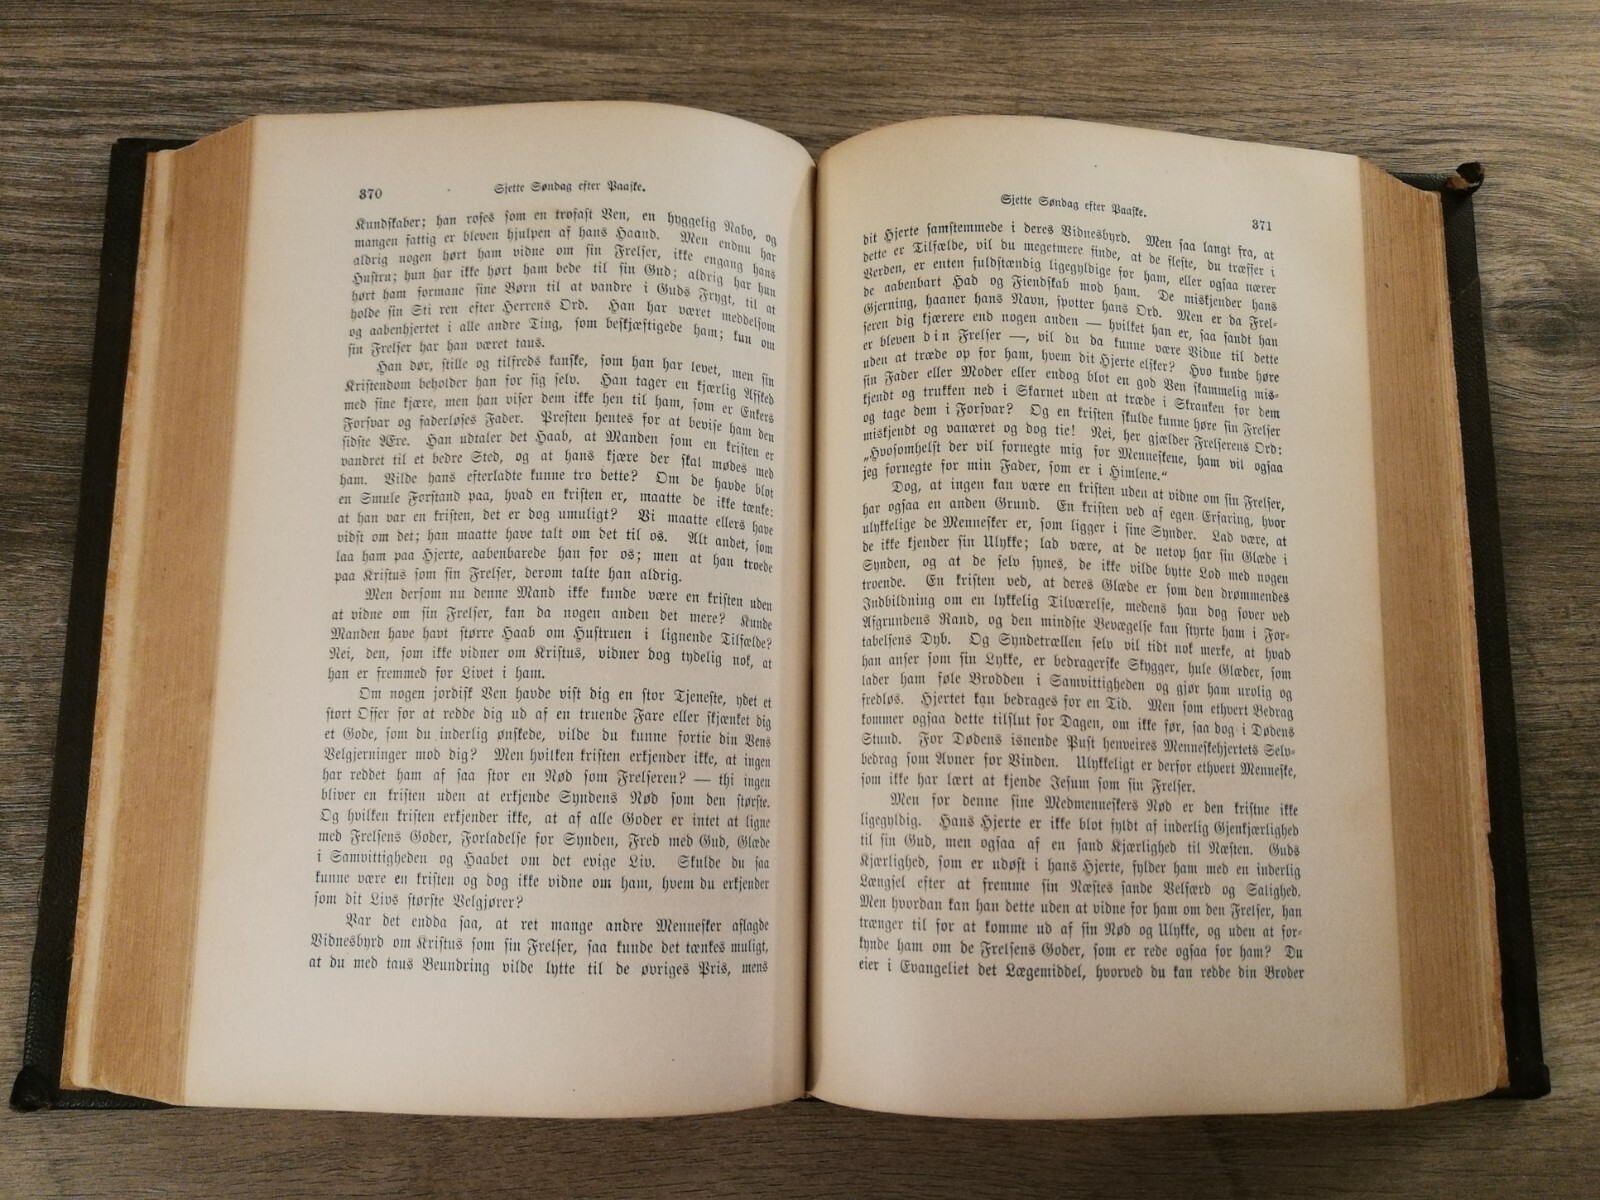 370
Sjette Søndag efter Paaske.
Kundskaber; han roses som en trofast Ven, en hyggelig Nabo, og
mangen fattig er bleven hjulpen af hans Haand. Men endnu har
aldrig nogen hørt ham vidne om sin Frelser, ikke engang hans
Hustru; hun har ikke hørt ham bede til sin Gud; aldrig har hun
hørt ham formane sine Børn til at vandre i Guds Frygt, til at
holde sin Sti ren efter Herrens Ord. Han har været meddelsom
og aabenhjertet i alle andre Ting, som beskjæftigede ham; kun om
sin Frelser har han været taus.
Han dør, stille og tilfreds kanske, som han har levet, men sin
Kristendom beholder han for sig selv. Han tager en kjærlig Afsked
med sine kjære, men han viser dem ikke hen til ham, som er Enkers
Forsvar og faderløses Fader. Presten hentes for at bevise ham den
sidste Ære. Han udtaler det Haab, at Manden som en kristen er
vandret til et bedre Sted, og at hans kjære der skal mødes med
ham. Vilde hans efterladte kunne tro dette? Om de havde blot
en Smule Forstand paa, hvad en kristen er, maatte de ikke tænke:
at han var en kristen, det er dog umuligt? Vi maatte ellers have
vidst om det; han maatte have talt om det til os. Alt andet, som
laa ham paa Hjerte, aabenbarede han for os; men at han troede
paa Kristus som sin Frelser, derom talte han aldrig.
Men dersom nu denne Mand ikke kunde være en kristen uden
at vidne om sin Frelser, kan da nogen anden det mere? Kunde
Manden have havt større Haab om Hustruen i lignende Tilfælde?
Nei, den, som ikke vidner om Kristus, vidner dog tydelig nok, at
han er fremmed for Livet i ham.
Om nogen jordisk Ven havde vist dig en stor Tjeneste, ydet et
stort Offer for at redde dig ud af en truende Fare eller skjænket dig
et Gode, som du inderlig ønskede, vilde du kunne fortie din Vens
Velgjerninger mod dig? Men hvilken kristen erkjender ikke, at ingen
har reddet ham af saa stor en Nød som Frelseren? — thi ingen
bliver en kristen uden at erkjende Syndens Nød som den største.
Og hvilken kristen erkjender ikke, at af alle Goder er intet at ligne
med Frelsens Goder, Forladelse for Synden, Fred med Gud, Glæde
i Samvittigheden og Haabet om det evige Liv. Skulde du saa
kunne være en kristen og dog ikke vidne om ham, hvem du erkjender
som dit Livs største Velgjører?
Var det endda saa, at ret mange andre Mennesker aflagde
Vidnesbyrd om Kristus som sin Frelser, saa kunde det tænkes muligt,
at du med taus Beundring vilde lytte til de øvriges Pris, mens
Sjette Søndag efter Paaske.
371
dit Hjerte samstemmede i deres Vidnesbyrd. Men saa langt fra, at
dette er Tilfælde, vil du megetmere finde, at de fleste, du træffer i
Verden, er enten fuldstændig ligegyldige for ham, eller ogsaa nærer
de aabenbart Had og Fiendskab mod ham. De miskjender hans
Gjerning, haaner hans Navn, spotter hans Ord. Men er da Frel-
seren dig kjærere end nogen anden — hvilket han er, saa sandt han
er bleven din Frelser —, vil du da kunne være Vidne til dette
uden at træde op for ham, hvem dit Hjerte elsker? Hvo kunde høre
sin Fader eller Moder eller endog blot en god Ven skammelig mis-
kjendt og trukken ned i Skarnet uden at træde i Skranken for dem
og tage dem i Forsvar? Og en kristen skulde kunne høre sin Frelser
miskjendt og vanæret og dog tie! Nei, her gjælder Frelserens Ord:
„Hvosomhelst der vil fornegte mig for Menneskene, ham vil ogsaa
jeg fornegte for min Fader, som er i Himlene.“
Dog, at ingen kan være en kristen uden at vidne om sin Frelser,
har ogsaa en anden Grund. En kristen ved af egen Erfaring, hvor
ulykkelige de Mennesker er, som ligger i sine Synder. Lad være, at
de ikke kjender sin Ulykke; lad være, at de netop har sin Glæde i
Synden, og at de selv synes, de ikke vilde bytte Lod med nogen
troende. En kristen ved, at deres Glæde er som den drømmendes
Indbildning om en lykkelig Tilværelse, medens han dog sover ved
Afgrundens Rand, og den mindste Bevægelse kan styrte ham i For-
tabelsens Dyb. Og Syndetrællen selv vil tidt nok merke, at hvad
han anser som sin Lykke, er bedragerske Skygger, hule Glæder, som
lader ham føle Brodden i Samvittigheden og gjør ham urolig og
fredløs. Hjertet kan bedrages for en Tid. Men som ethvert Bedrag
kommer ogsaa dette tilslut for Dagen, om ikke før, saa dog i Dødens
Stund. For Dødens isnende Pust henveires Menneskehjertets Selv-
bedrag som Avner for Vinden. Ulykkeligt er derfor ethvert Menneske,
som ikke har lært at kjende Jesum som sin Frelser.
Men for denne sine Medmenneskers Nød er den kristne ikke
ligegyldig. Hans Hjerte er ikke blot fyldt af inderlig Gjenkjærlighed
til sin Gud, men ogsaa af en sand Kjærlighed til Næsten. Guds
Kjærlighed, som er udøst i hans Hjerte, fylder ham med en inderlig
Længsel efter at fremme sin Næstes sande Velfærd og Salighed.
Men hvordan kan han dette uden at vidne for ham om den Frelser, han
trænger til for at komme ud af sin Nød og Ulykke, og uden at for-
kynde ham om de Frelsens Goder, som er rede ogsaa for ham? Du
eier i Evangeliet det Lægemiddel, hvorved du kan redde din Broder